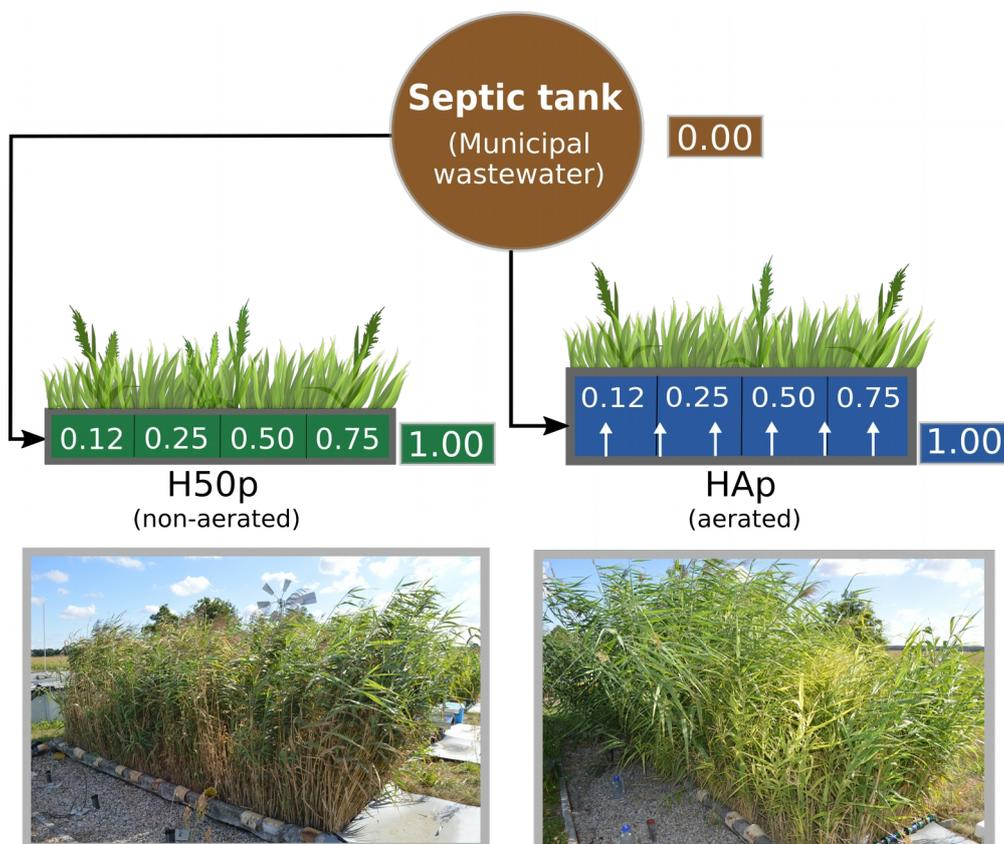 Septic tank
(Municipal
wastewater)
0.00
0.12 0.25 0.50 0.75
1.00
H50p
(non-aerated)
0.12 0.25 0.50 0.75
1.00
HAp
(aerated)